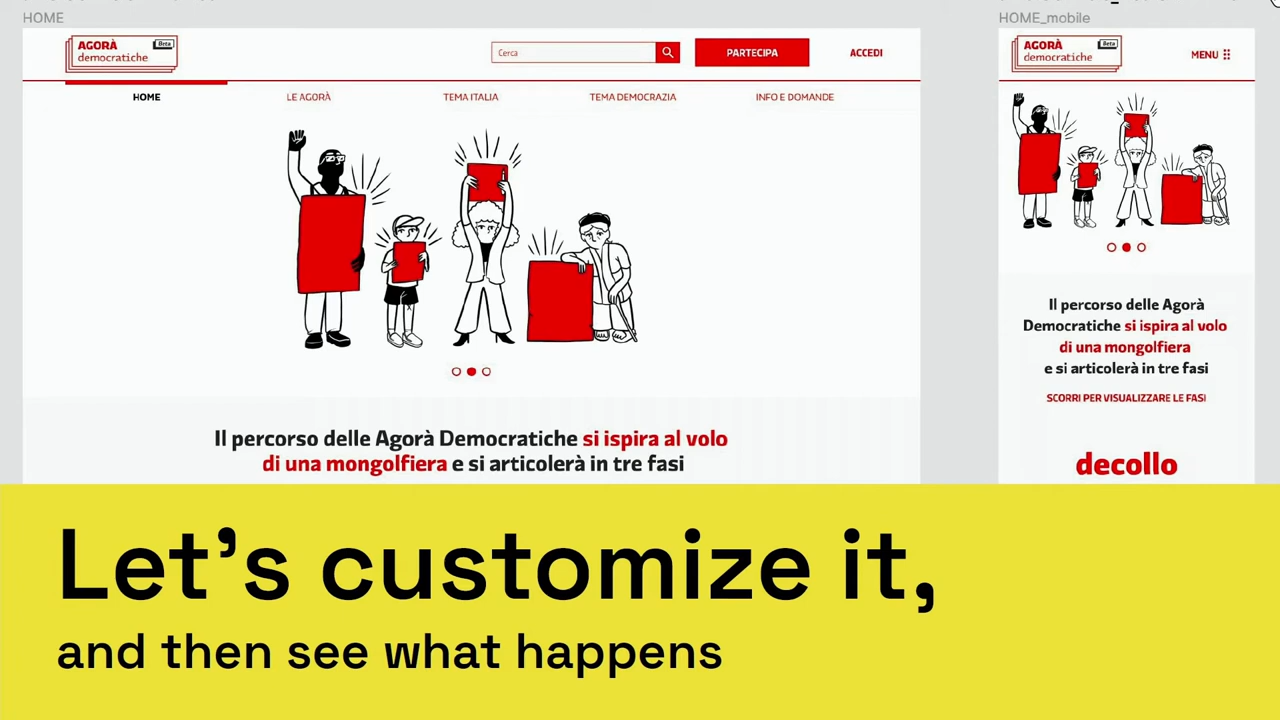 HOME
HOME_mobile
AGORÀ
Beta
democratiche
Cerca
PARTECIPA
ACCEDI
HOME
LE AGORÀ
TEMA ITALIA
TEMA DEMOCRAZIA
INFO E DOMANDE
Il percorso delle Agorà Democratiche si ispira al volo
di una mongolfiera e si articolerà in tre fasi
AGORÀ
Beta
democratiche
MENU
Il percorso delle Agorà
Democratiche si ispira al volo
di una mongolfiera
e si articolerà in tre fasi
SCORRI PER VISUALIZZARE LE FASI
decollo
Let's customize it,
and then see what happens